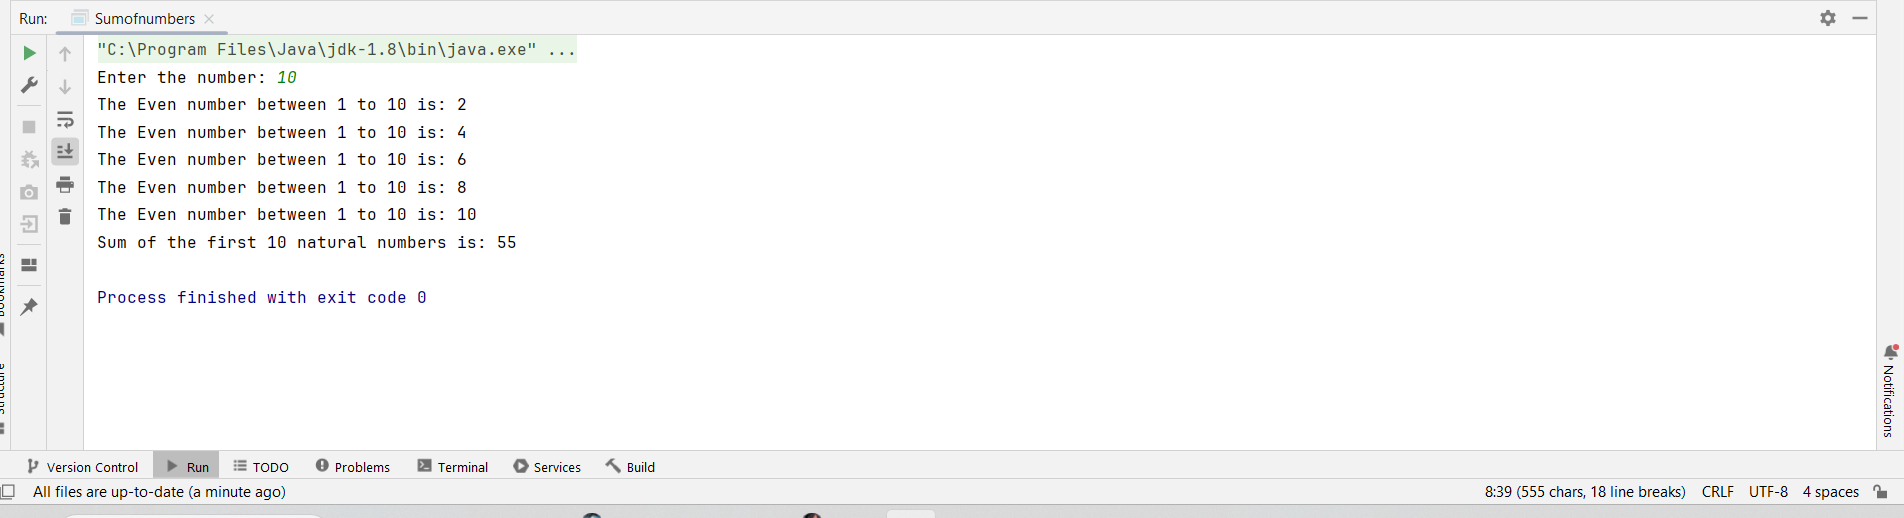 Run: Sumofnumbers
"C:\Program Files\Java\jdk-1.8\bin\java.exe" ...
Enter the number: 10
The Even number between 1 to 10 is: 2
The Even number between 1 to 10 is: 4
The Even number between 1 to 10 is: 6
The Even number between 1 to 10 is: 8
The Even number between 1 to 10 is: 10
Sum of the first 10 natural numbers is: 55
Process finished with exit code 0
Notifications
Version Control Run TODO Problems Terminal Services Build
All files are up-to-date (a minute ago) 8:39 (555 chars, 18 line breaks) CRLF UTF-8 4 spaces